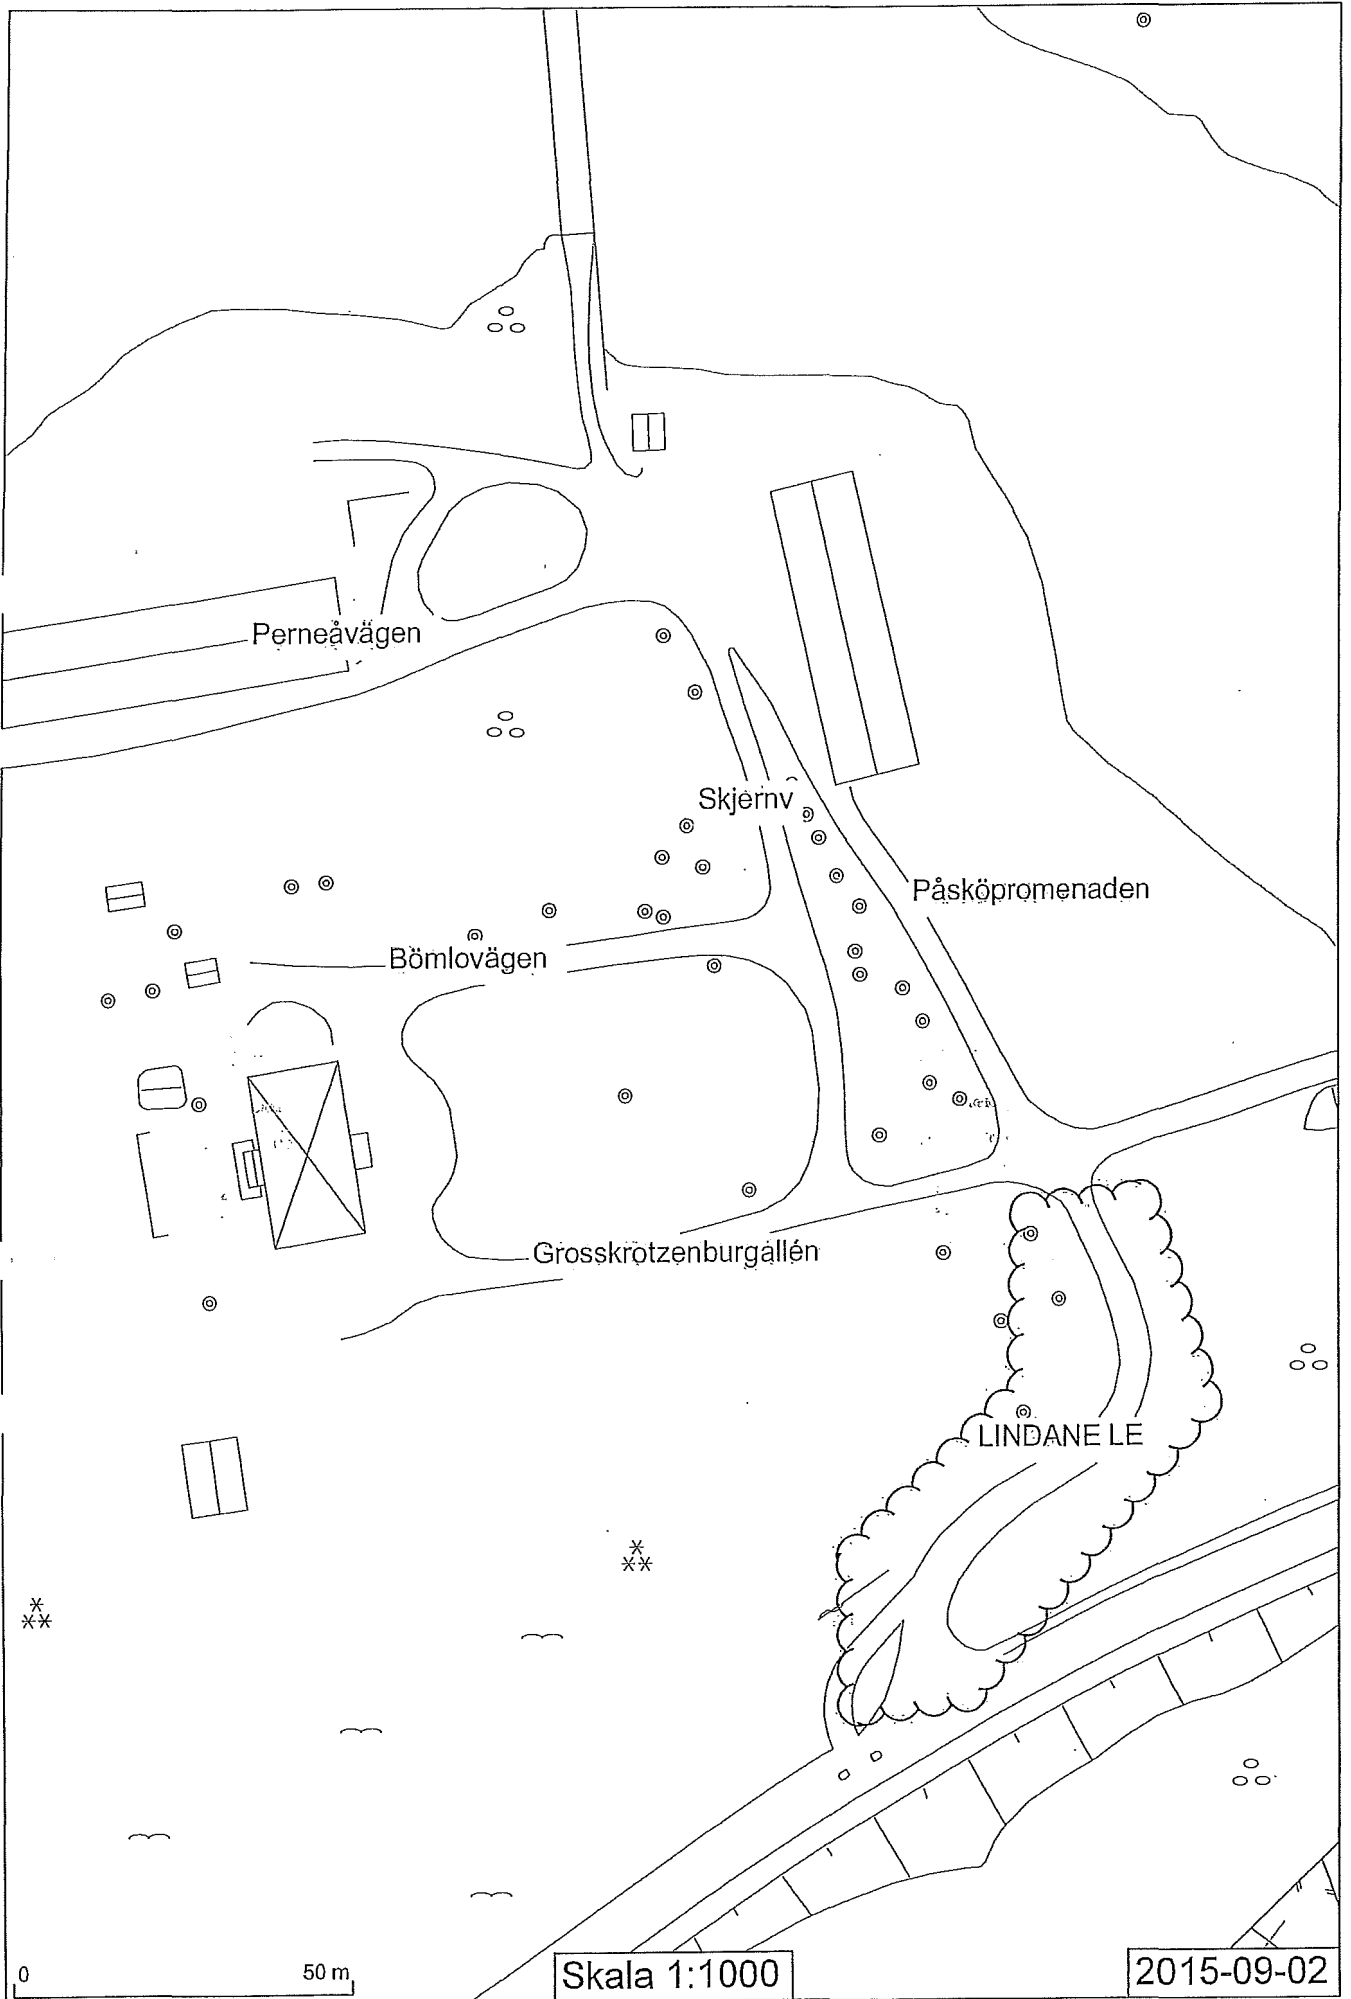 Perneåvägen
Skjernv
Påsköpromenaden
Bömlovägen
Grosskrotzenburgallén
LINDANE LE
0 50 m
Skala 1:1000
2015-09-02